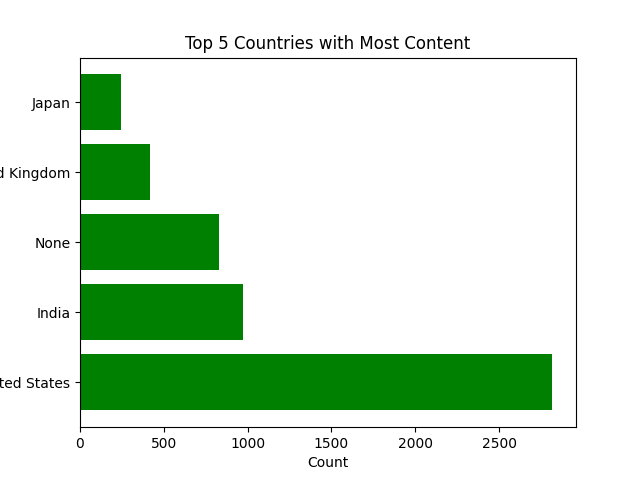 Top 5 Countries with Most Content
Japan
d Kingdom
None
India
ted States
0 500 1000 1500 2000 2500
Count